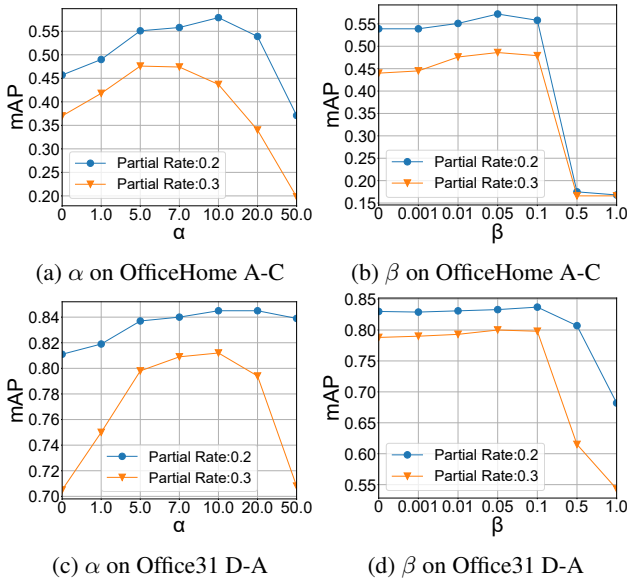 0.55
0.50
0.45
0.40
0.35
0.30
0.25
0.20
mAP
Partial Rate:0.2
Partial Rate:0.3
0 1.0 5.0 7.0 10.0 20.0 50.0
α
(a) α on OfficeHome A-C
0.55
0.50
0.45
0.40
0.35
0.30
0.25
0.20
0.15
mAP
Partial Rate:0.2
Partial Rate:0.3
0 0.001 0.01 0.05 0.1 0.5 1.0
β
(b) β on OfficeHome A-C
0.84
0.82
0.80
0.78
0.76
0.74
0.72
0.70
mAP
Partial Rate:0.2
Partial Rate:0.3
0 1.0 5.0 7.0 10.0 20.0 50.0
α
(c) α on Office31 D-A
0.85
0.80
0.75
0.70
0.65
0.60
0.55
mAP
Partial Rate:0.2
Partial Rate:0.3
0 0.001 0.01 0.05 0.1 0.5 1.0
β
(d) β on Office31 D-A